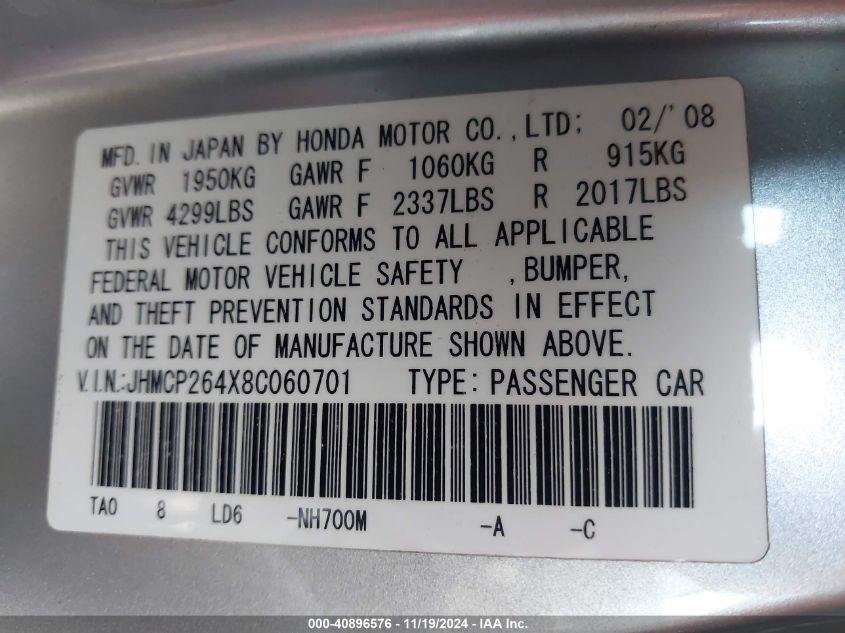 MFD. IN JAPAN BY HONDA MOTOR CO., LTD; 02/'08
GVWR 1950KG GAWR F 1060KG R 915KG
GVWR 4299LBS GAWR F 2337LBS R 2017LBS
THIS VEHICLE CONFORMS TO ALL APPLICABLE
FEDERAL MOTOR VEHICLE SAFETY , BUMPER,
AND THEFT PREVENTION STANDARDS IN EFFECT
ON THE DATE OF MANUFACTURE SHOWN ABOVE.
V.I.N.:JHMCP264X8C060701 TYPE: PASSENGER CAR
TA0 8 LD6 -NH700M -A -C
000-40896576 - 11/19/2024 - IAA Inc.